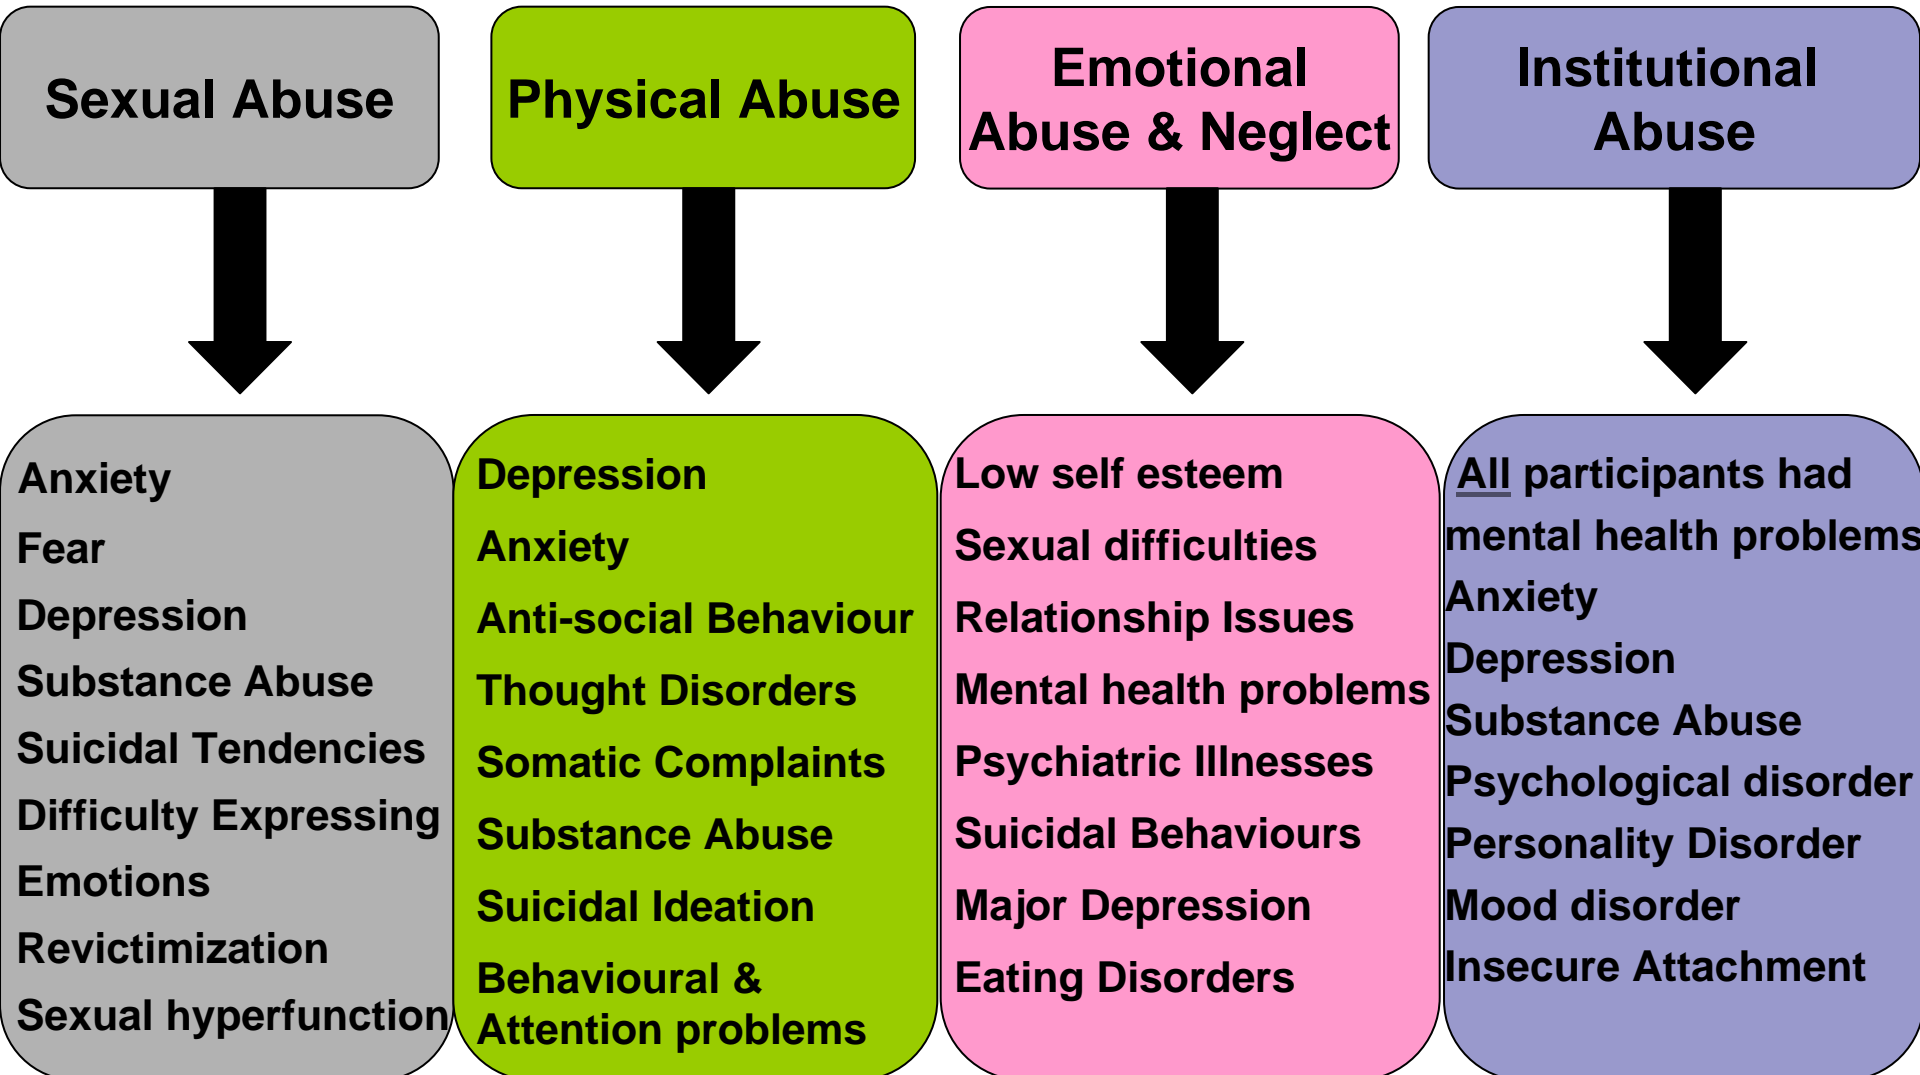 Sexual Abuse
Physical Abuse
Emotional
Abuse & Neglect
Institutional
Abuse
Anxiety
Fear
Depression
Substance Abuse
Suicidal Tendencies
Difficulty Expressing
Emotions
Revictimization
Sexual hyperfunction
Depression
Anxiety
Anti-social Behaviour
Thought Disorders
Somatic Complaints
Substance Abuse
Suicidal Ideation
Behavioural &
Attention problems
Low self esteem
Sexual difficulties
Relationship Issues
Mental health problems
Psychiatric Illnesses
Suicidal Behaviours
Major Depression
Eating Disorders
All participants had
mental health problems
Anxiety
Depression
Substance Abuse
Psychological disorder
Personality Disorder
Mood disorder
Insecure Attachment